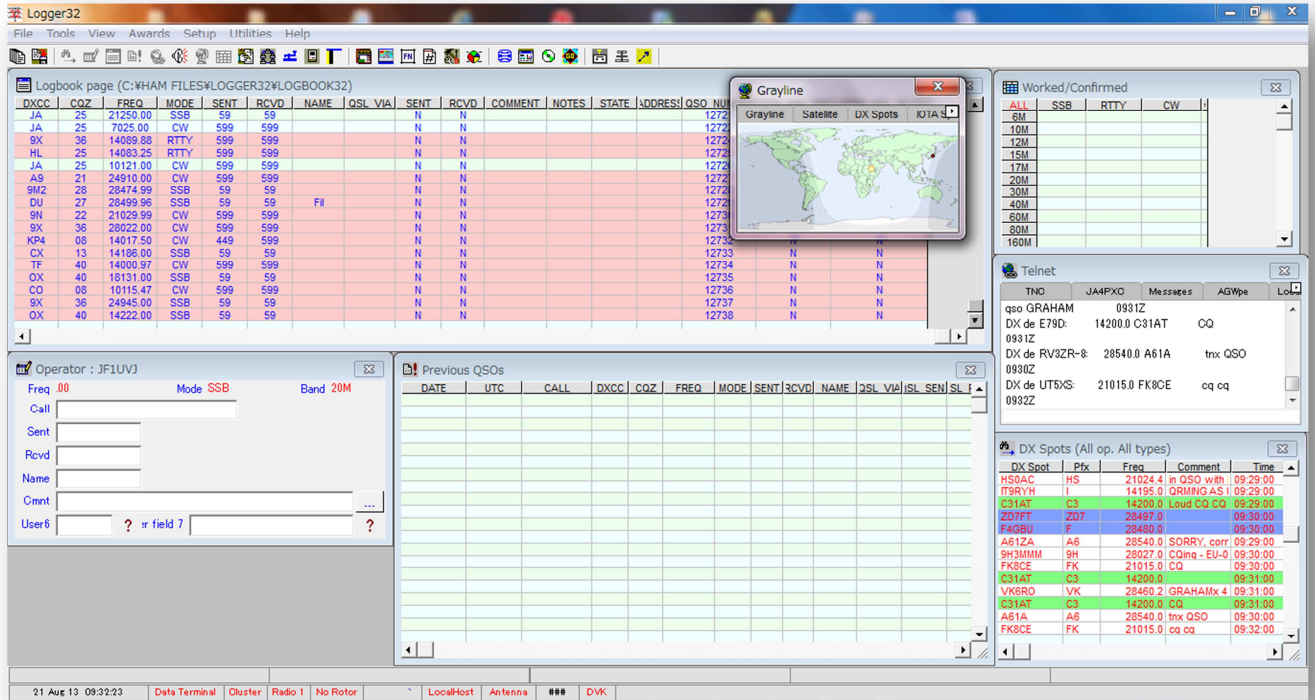 Logger32
File Tools View Awards Setup Utilities Help
Logbook page (C:¥HAM FILES¥LOGGER32¥LOGBOOK32)
DXCC CQZ FREQ MODE SENT RCVD NAME QSL VIA SENT RCVD COMMENT NOTES STATE ADDRESS QSO NUM
JA 25 21250.00 SSB 59 59 N N
JA 25 7025.00 CW 599 599 N N
9X 36 14089.88 RTTY 599 599 N N
HL 25 14083.25 RTTY 599 599 N N
JA 25 10121.00 CW 599 599 N N
A9 21 24910.00 CW 599 599 N N
9M2 28 28474.99 SSB 59 59 N N
DU 27 28499.96 SSB 59 59 Fil N N
9N 22 21029.99 CW 599 599 N N
9X 36 28022.00 CW 599 599 N N
KP4 08 14017.50 CW 449 599 N N 12732 N N
CX 13 14186.00 SSB 59 59 N N 12733 N N
TF 40 14000.97 CW 599 599 N N 12734 N N
OX 40 18131.00 SSB 59 59 N N 12735 N N
CO 08 10115.47 CW 599 599 N N 12736 N N
9X 36 24945.00 SSB 59 59 N N 12737 N N
OX 40 14222.00 SSB 59 59 N N 12738 N N
Grayline
Grayline Satellite DX Spots IOTA S
Worked/Confirmed
ALL SSB RTTY CW
6M
10M
12M
15M
17M
20M
30M
40M
60M
80M
160M
Telnet
TNC JA4PXC Messages AGWpe Loca
qso GRAHAM 0931Z
DX de E79D: 14200.0 C31AT CQ
0931Z
DX de RV3ZR-8: 28540.0 A61A tnx QSO
0930Z
DX de UT5XS: 21015.0 FK8CE cq cq
0932Z
Operator : JF1UVJ
Freq .00 Mode SSB Band 20M
Call
Sent
Rcvd
Name
Cmnt ...
User6 ? er field 7 ?
Previous QSOs
DATE UTC CALL DXCC CQZ FREQ MODE SENT RCVD NAME QSL VIA
DX Spots (All op. All types)
DX Spot Pfx Freq Comment Time
HS0AC HS 21024.4 in QSO with 09:29:00
IT9RYH I 14195.0 QRMING AS I 09:29:00
C31AT C3 14200.0 Loud CQ CQ 09:29:00
ZD7FT ZD7 28497.0 09:30:00
F4GBU F 28480.0 09:30:00
A61ZA A6 28540.0 SORRY, corr 09:29:00
9H3MMM 9H 28027.0 CQing - EU-0 09:30:00
FK8CE FK 21015.0 CQ 09:30:00
C31AT C3 14200.0 09:31:00
VK6RO VK 28460.2 GRAHAMx 4 09:31:00
C31AT C3 14200.0 CQ 09:31:00
A61A A6 28540.0 tnx QSO 09:30:00
FK8CE FK 21015.0 cq cq 09:32:00
21 Aug 13 09:32:23 Data Terminal Cluster Radio 1 No Rotor ` LocalHost Antenna ### DVK